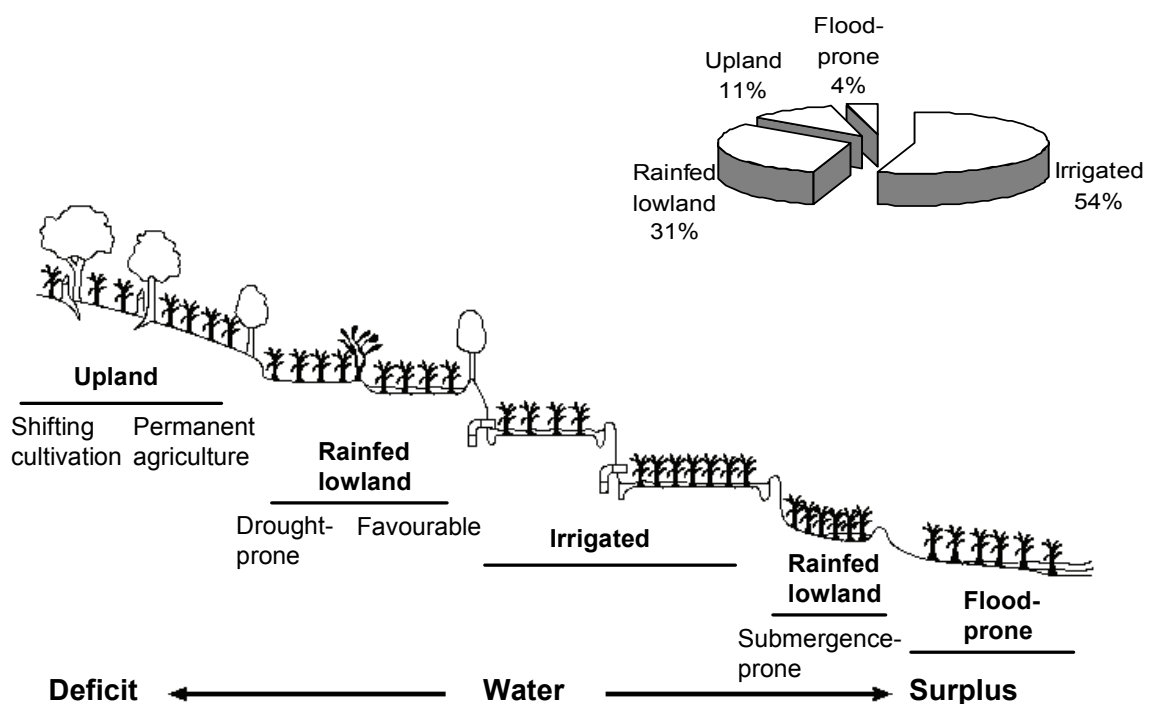 Flood-
prone
4%
Upland
11%
Rainfed
lowland
31%
Irrigated
54%
Upland
Shifting
cultivation
Permanent
agriculture
Rainfed
lowland
Drought-
prone
Favourable
Irrigated
Rainfed
lowland
Submergence-
prone
Flood-
prone
Deficit
Water
Surplus